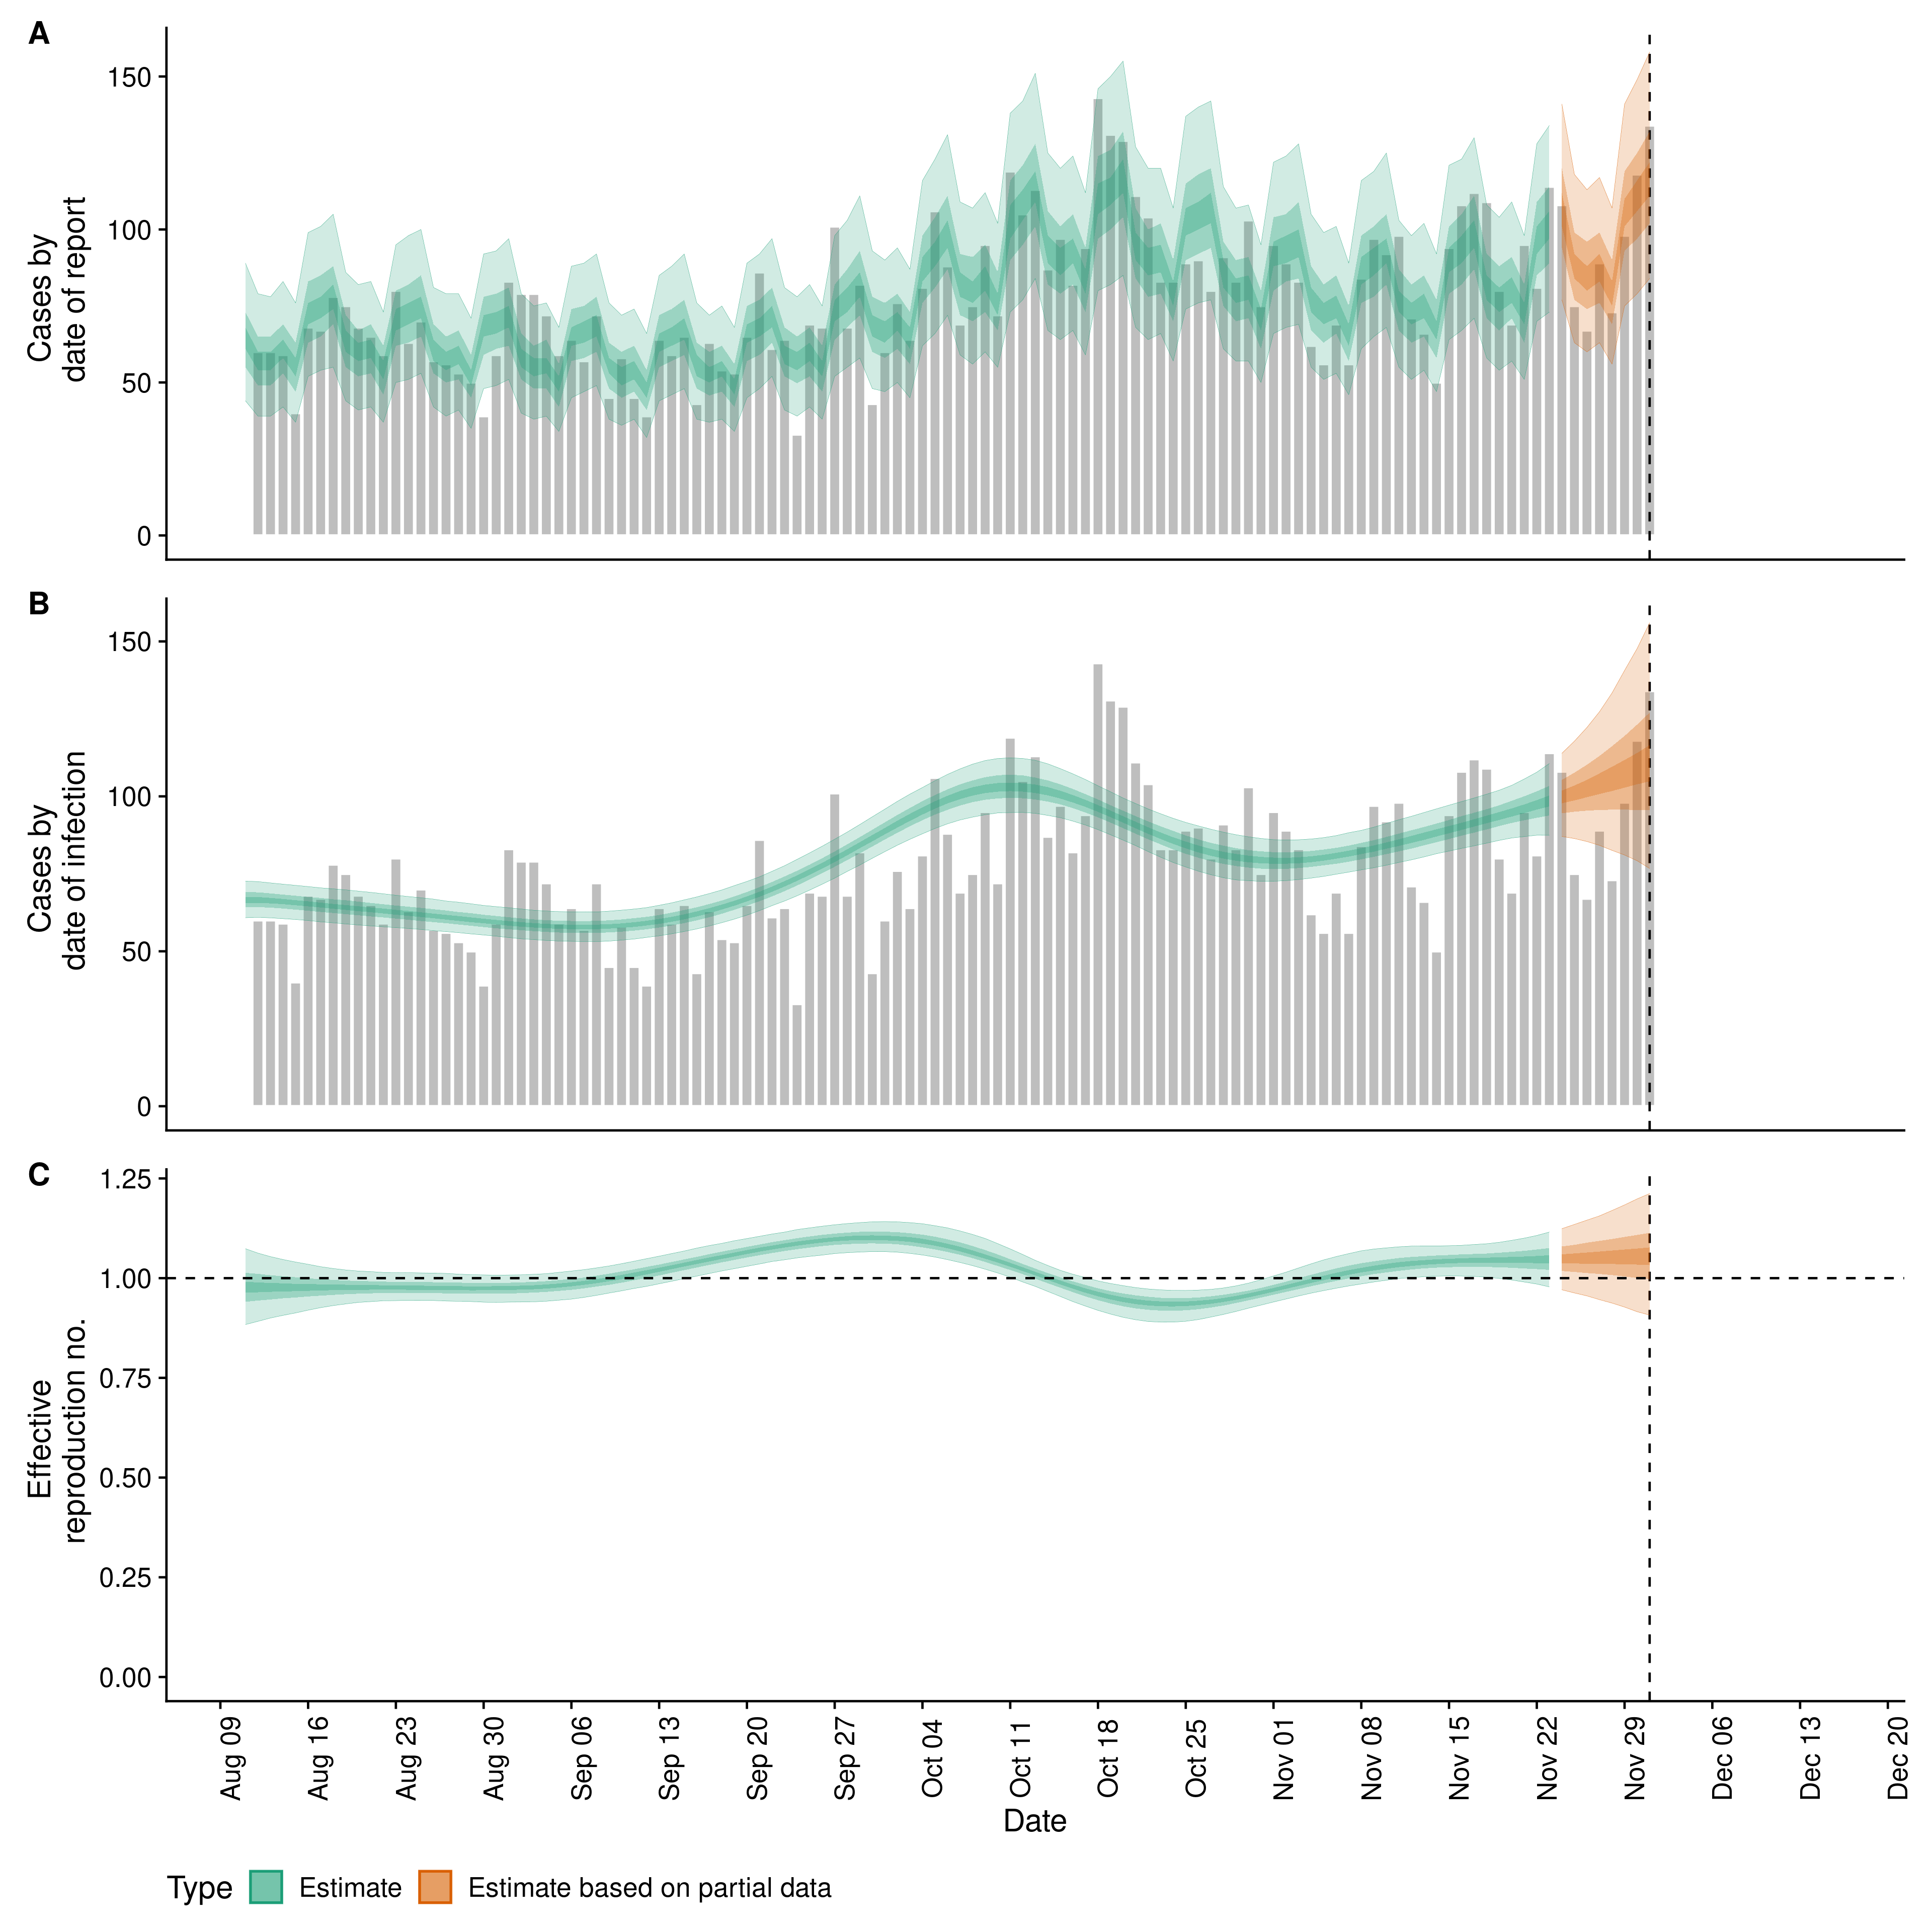 A
Cases by
date of report
150
100
50
0
B
Cases by
date of infection
150
100
50
0
C
Effective
reproduction no.
1.25
1.00
0.75
0.50
0.25
0.00
Aug 09
Aug 16
Aug 23
Aug 30
Sep 06
Sep 13
Sep 20
Sep 27
Oct 04
Oct 11
Oct 18
Oct 25
Nov 01
Nov 08
Nov 15
Nov 22
Nov 29
Dec 06
Dec 13
Dec 20
Date
Type Estimate Estimate based on partial data